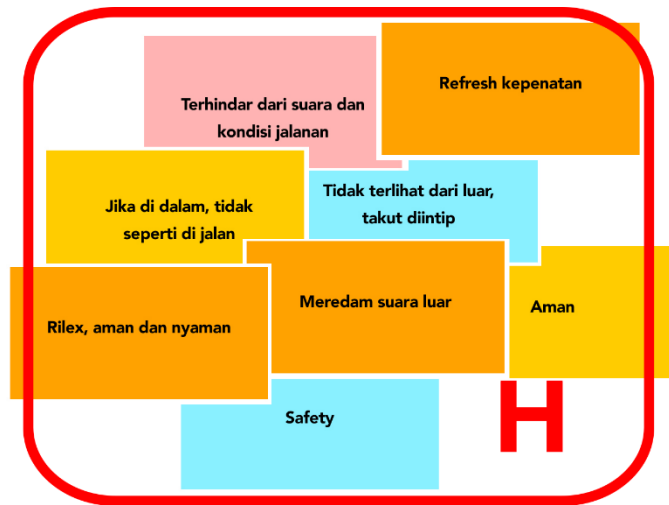 Refresh kepenatan
Terhindar dari suara dan
kondisi jalanan
Tidak terlihat dari luar,
takut diintip
Jika di dalam, tidak
seperti di jalan
Meredam suara luar
Aman
Rilex, aman dan nyaman
Safety
H